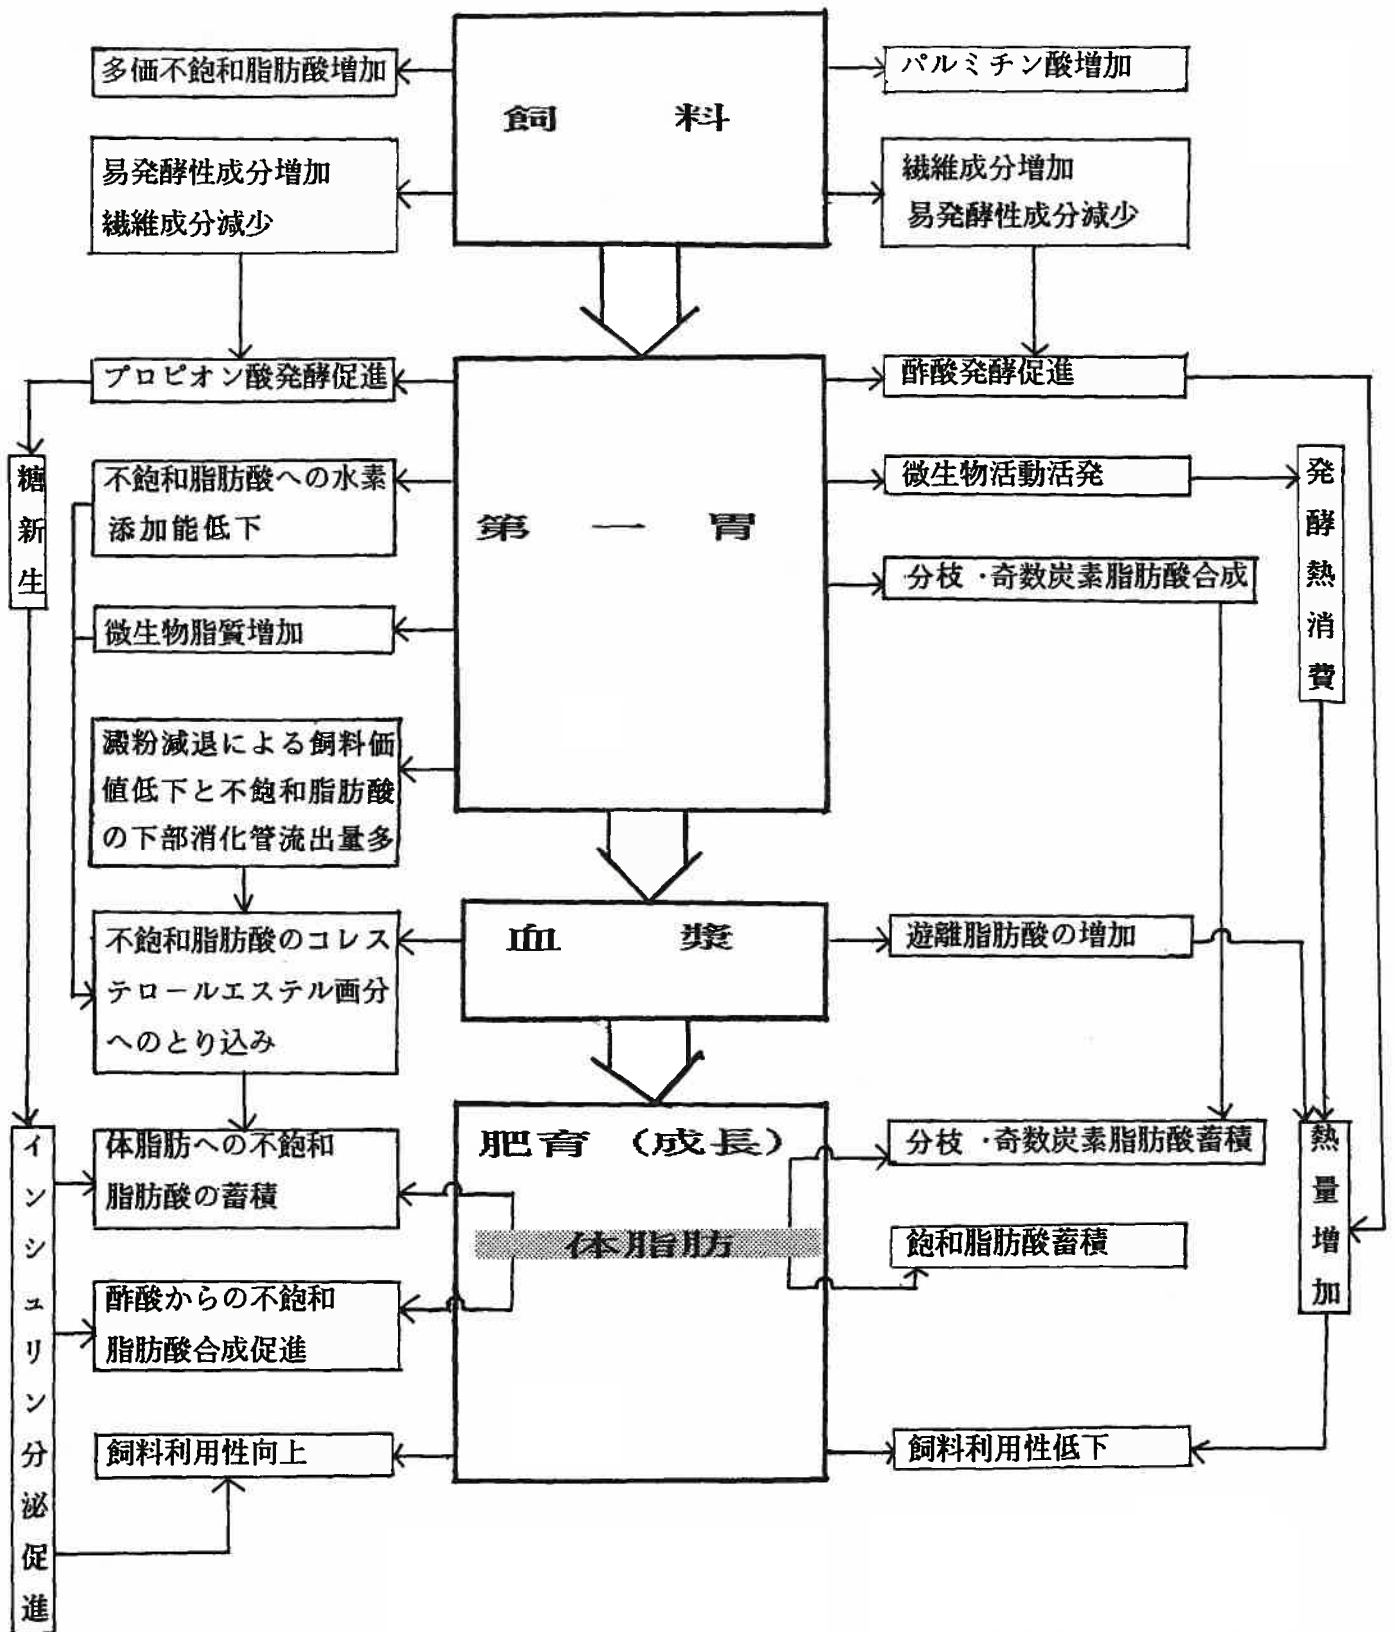 飼料
多価不飽和脂肪酸増加
パルミチン酸増加
易発酵性成分増加
繊維成分減少
繊維成分増加
易発酵性成分減少
プロピオン酸発酵促進
酢酸発酵促進
糖新生
不飽和脂肪酸への水素
添加能低下
第一胃
微生物活動活発
発酵熱消費
分枝・奇数炭素脂肪酸合成
微生物脂質増加
澱粉減退による飼料価
値低下と不飽和脂肪酸
の下部消化管流出量多
血漿
不飽和脂肪酸のコレス
テロールエステル画分
へのとり込み
遊離脂肪酸の増加
肥育(成長)
インシュリン分泌促進
体脂肪への不飽和
脂肪酸の蓄積
分枝・奇数炭素脂肪酸蓄積
熱量増加
体脂肪
飽和脂肪酸蓄積
酢酸からの不飽和
脂肪酸合成促進
飼料利用性向上
飼料利用性低下